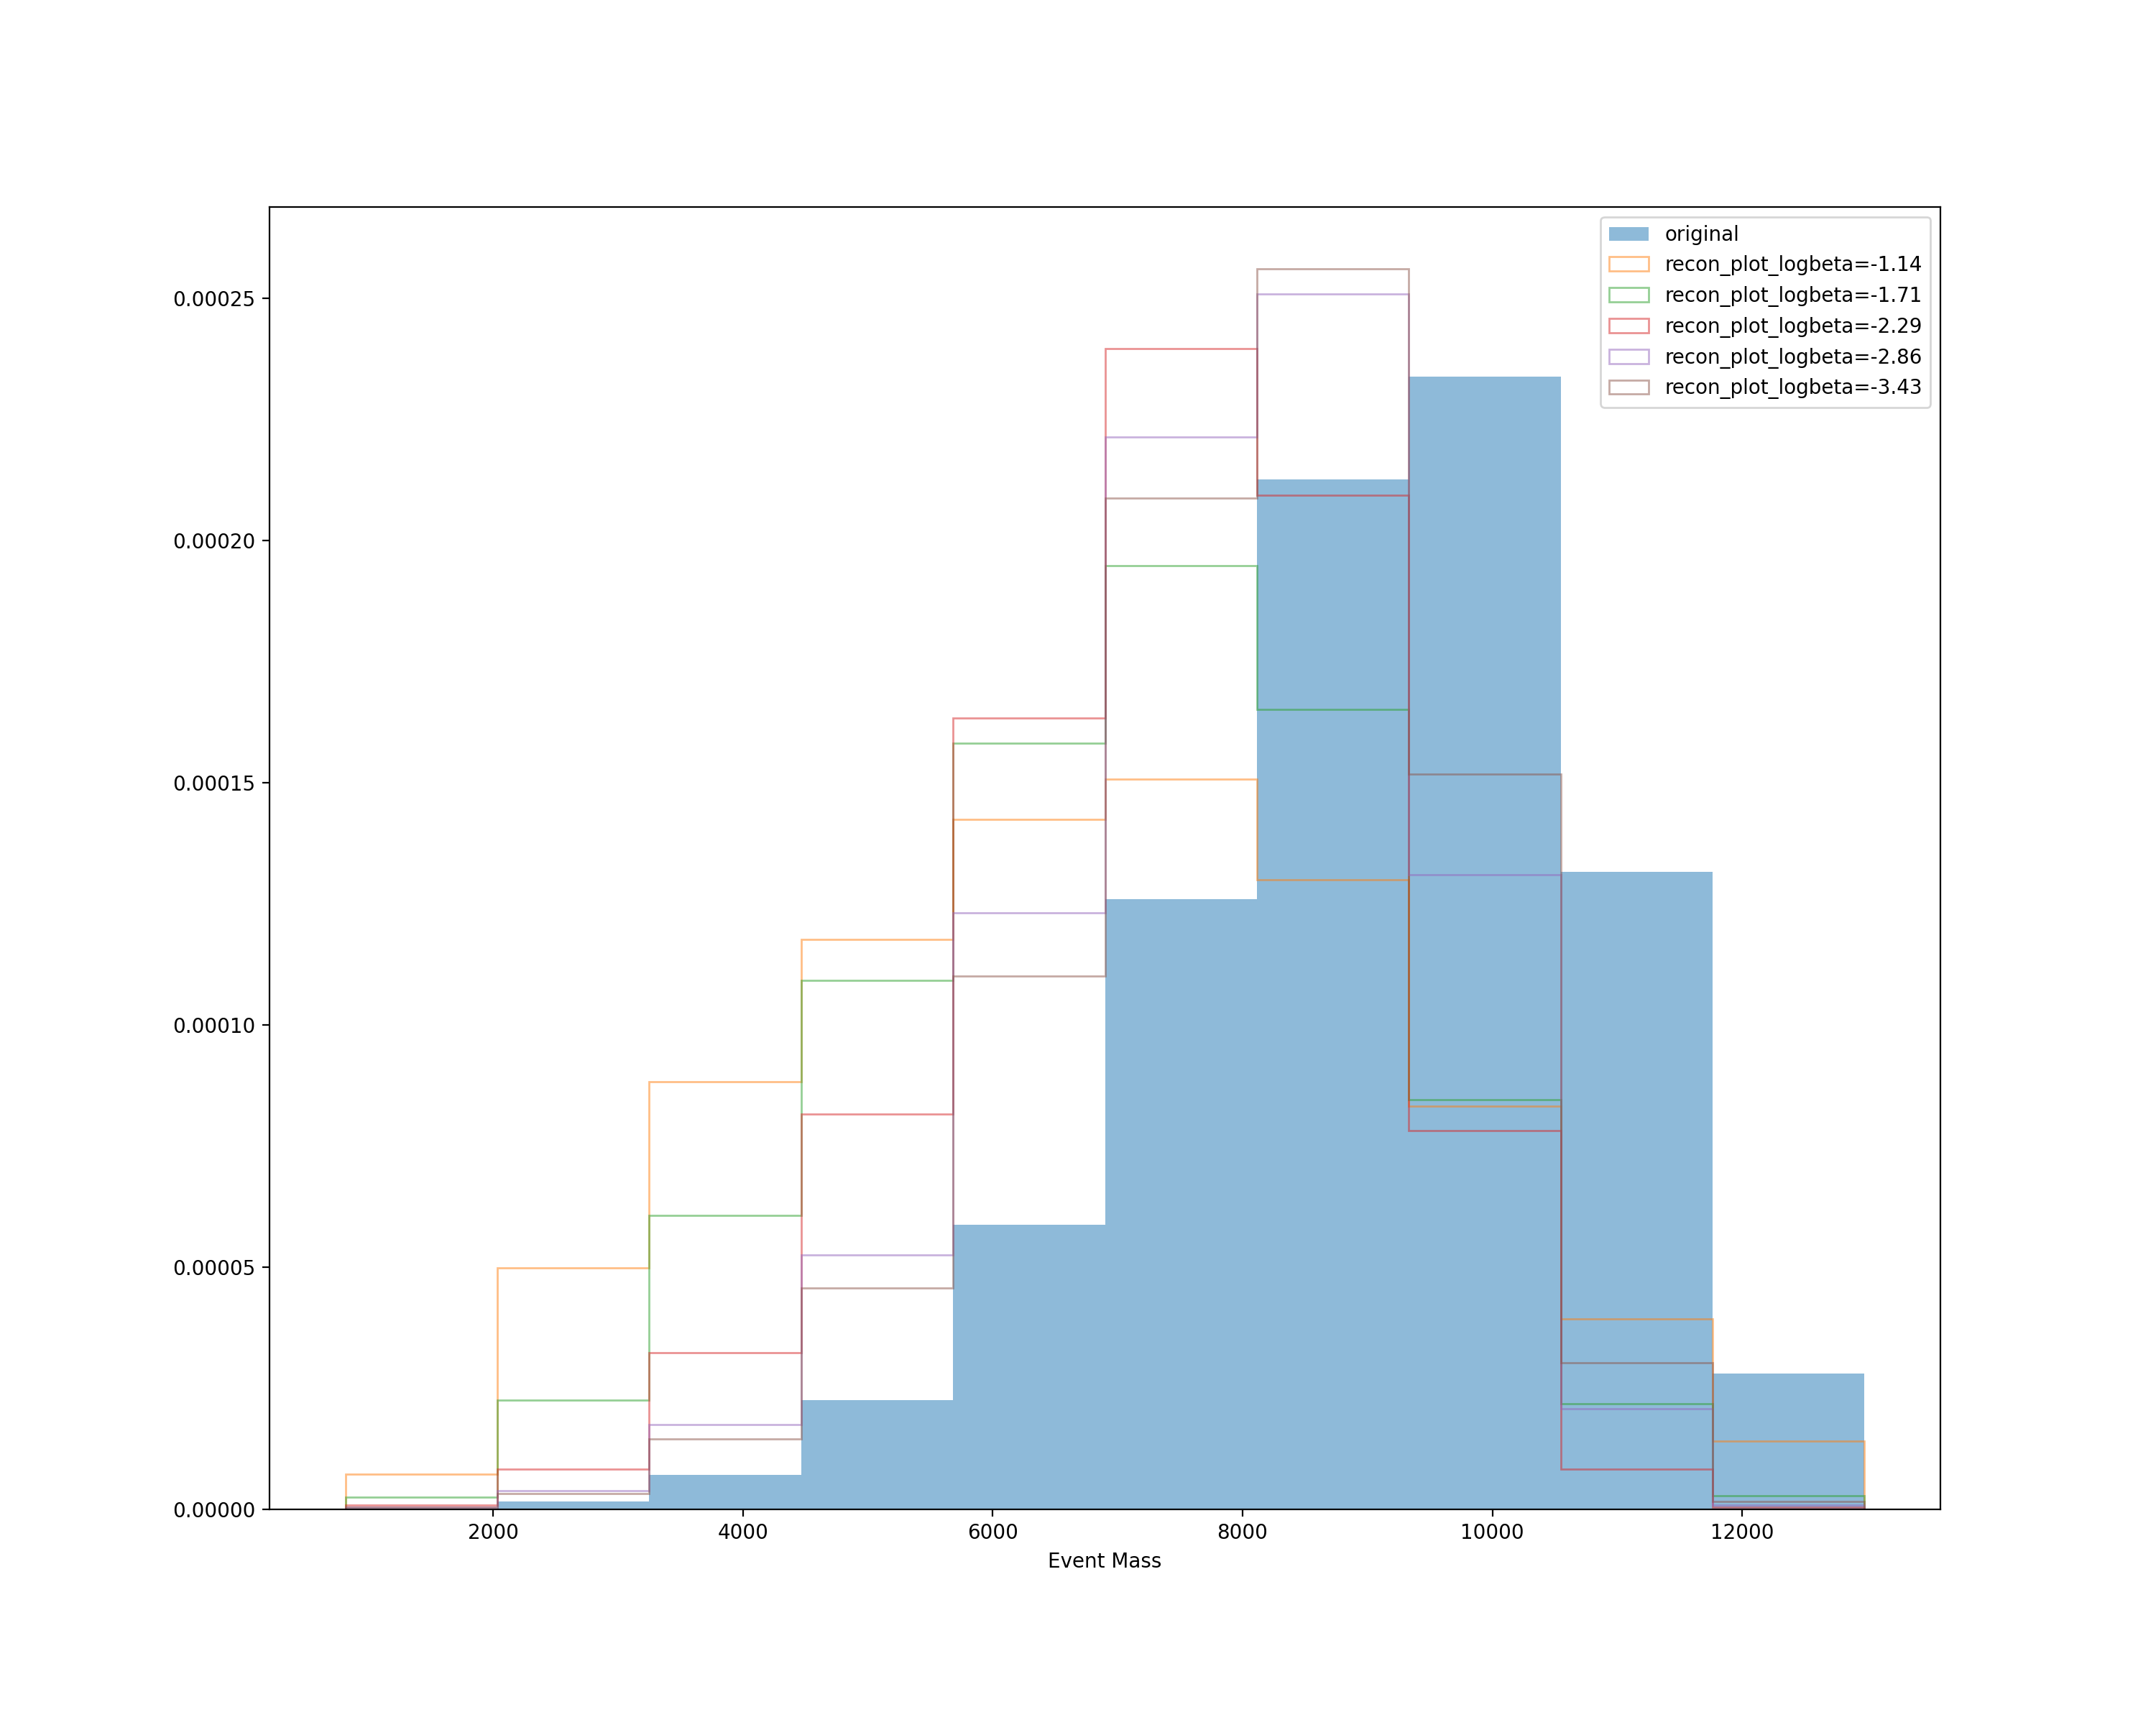 original
recon_plot_logbeta=-1.14
recon_plot_logbeta=-1.71
recon_plot_logbeta=-2.29
recon_plot_logbeta=-2.86
recon_plot_logbeta=-3.43
0.00025
0.00020
0.00015
0.00010
0.00005
0.00000
2000 4000 6000 8000 10000 12000
Event Mass